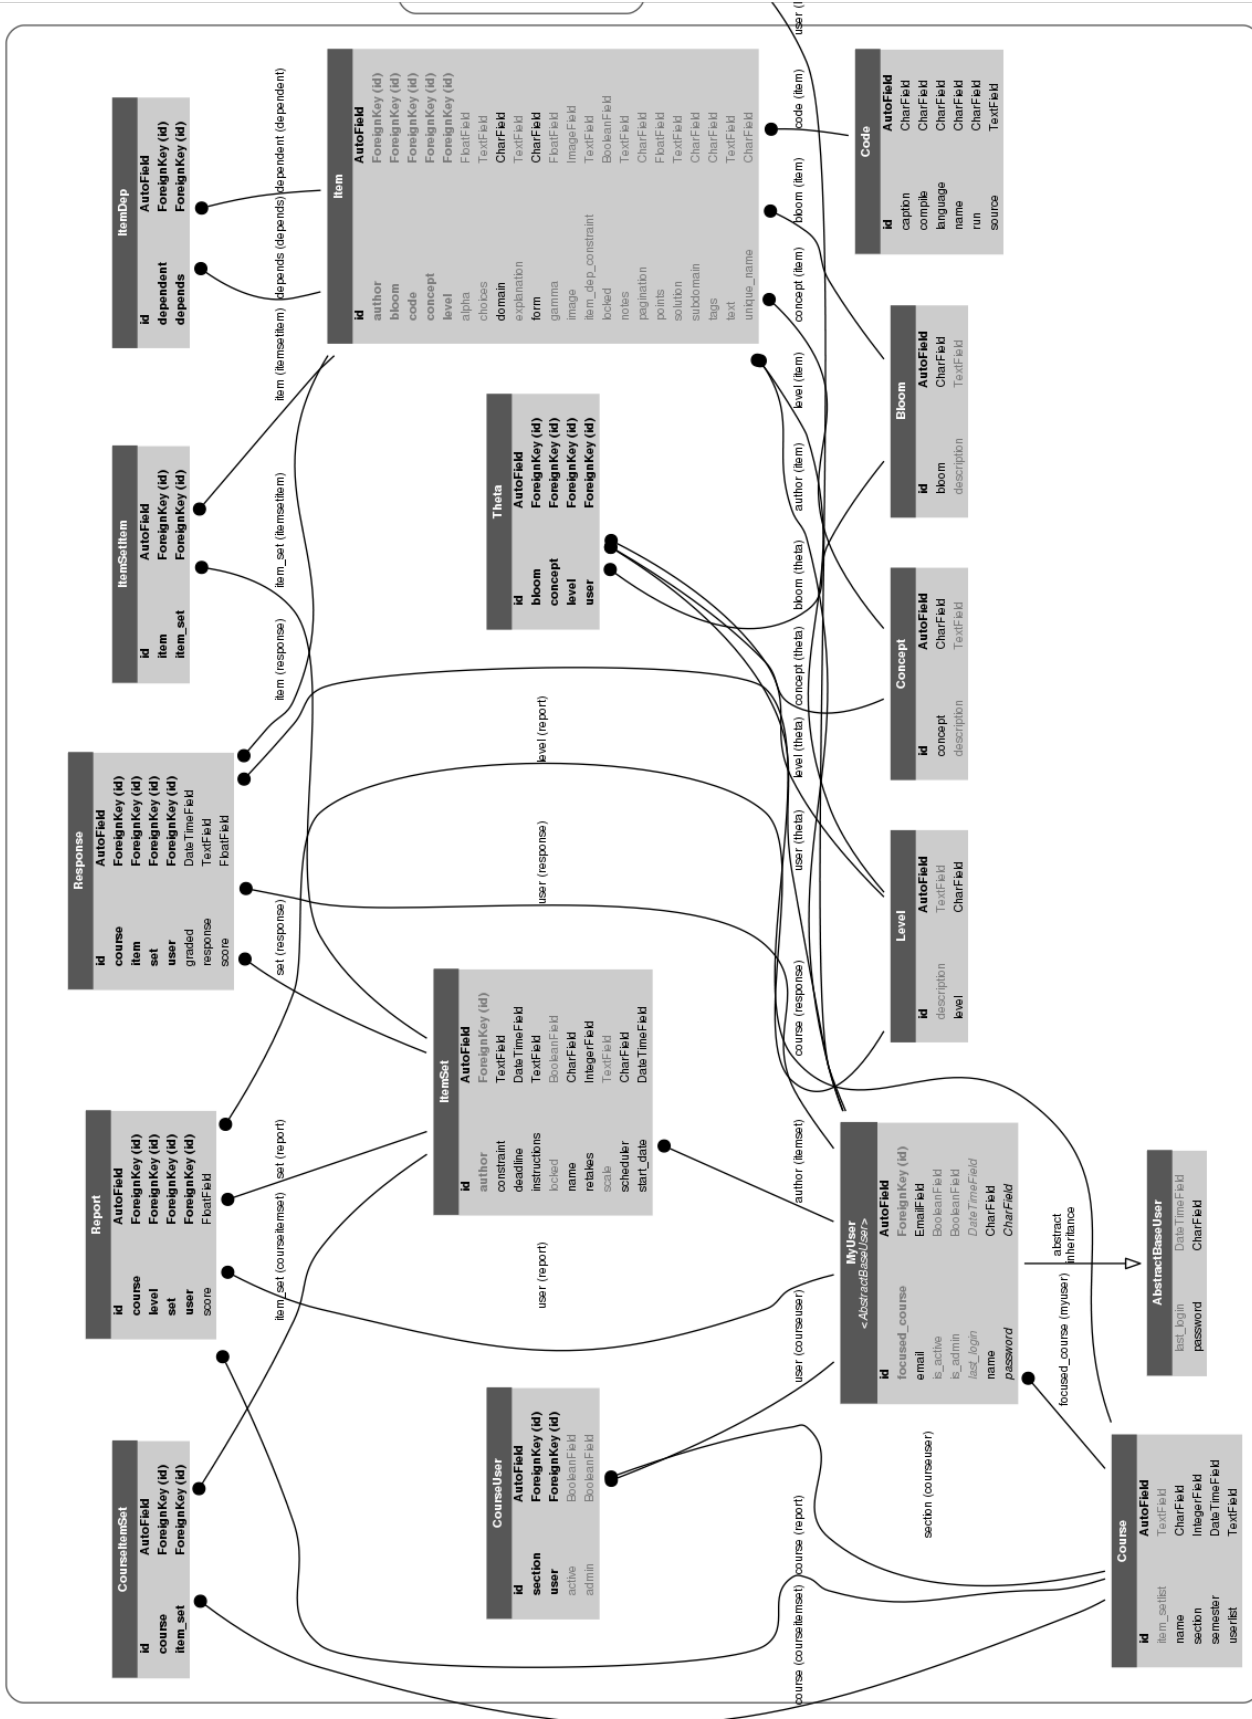 ItemDep
id AutoField
dependent ForeignKey (id)
depends ForeignKey (id)
Item
id AutoField
author ForeignKey (id)
bloom ForeignKey (id)
code ForeignKey (id)
concept ForeignKey (id)
level ForeignKey (id)
alpha FloatField
choices TextField
domain CharField
explanation TextField
form CharField
gamma FloatField
image ImageField
item_dep_constraint TextField
locked BooleanField
notes TextField
pagination CharField
points FloatField
solution TextField
subdomain CharField
tags CharField
text TextField
unique_name CharField
Code
id AutoField
caption CharField
compile CharField
language CharField
name CharField
run CharField
source TextField
ItemSetItem
id AutoField
item ForeignKey (id)
item_set ForeignKey (id)
Theta
id AutoField
bloom ForeignKey (id)
concept ForeignKey (id)
level ForeignKey (id)
user ForeignKey (id)
Bloom
id AutoField
bloom CharField
description TextField
Concept
id AutoField
concept CharField
description TextField
Response
id AutoField
course ForeignKey (id)
item ForeignKey (id)
set ForeignKey (id)
user ForeignKey (id)
graded DateTimeField
response TextField
score FloatField
Level
id AutoField
description TextField
level CharField
ItemSet
id AutoField
author ForeignKey (id)
constraint TextField
deadline DateTimeField
instructions TextField
locked BooleanField
name CharField
retakes IntegerField
scale TextField
scheduler CharField
start_date DateTimeField
Report
id AutoField
course ForeignKey (id)
level ForeignKey (id)
set ForeignKey (id)
user ForeignKey (id)
score FloatField
MyUser
<AbstractBaseUser>
id AutoField
focused_course ForeignKey (id)
email EmailField
is_active BooleanField
is_admin BooleanField
last_login DateTimeField
name CharField
password CharField
AbstractBaseUser
last_login DateTimeField
password CharField
CourseUser
id AutoField
section ForeignKey (id)
user ForeignKey (id)
active BooleanField
admin BooleanField
CourseItemSet
id AutoField
course ForeignKey (id)
item_set ForeignKey (id)
Course
id AutoField
item_setlist TextField
name CharField
section IntegerField
semester DateTimeField
userlist TextField
dependent (dependent)
depends (depends)
item (itemsetitem)
item_set (itemsetitem)
item (response)
set (response)
set (report)
item_set (courseitemset)
level (report)
user (response)
user (report)
code (item)
bloom (item)
concept (item)
level (item)
author (item)
bloom (theta)
concept (theta)
level (theta)
user (theta)
course (response)
author (itemset)
user (courseuser)
course (report)
course (courseitemset)
section (courseuser)
abstract
inheritance
focused_course (myuser)